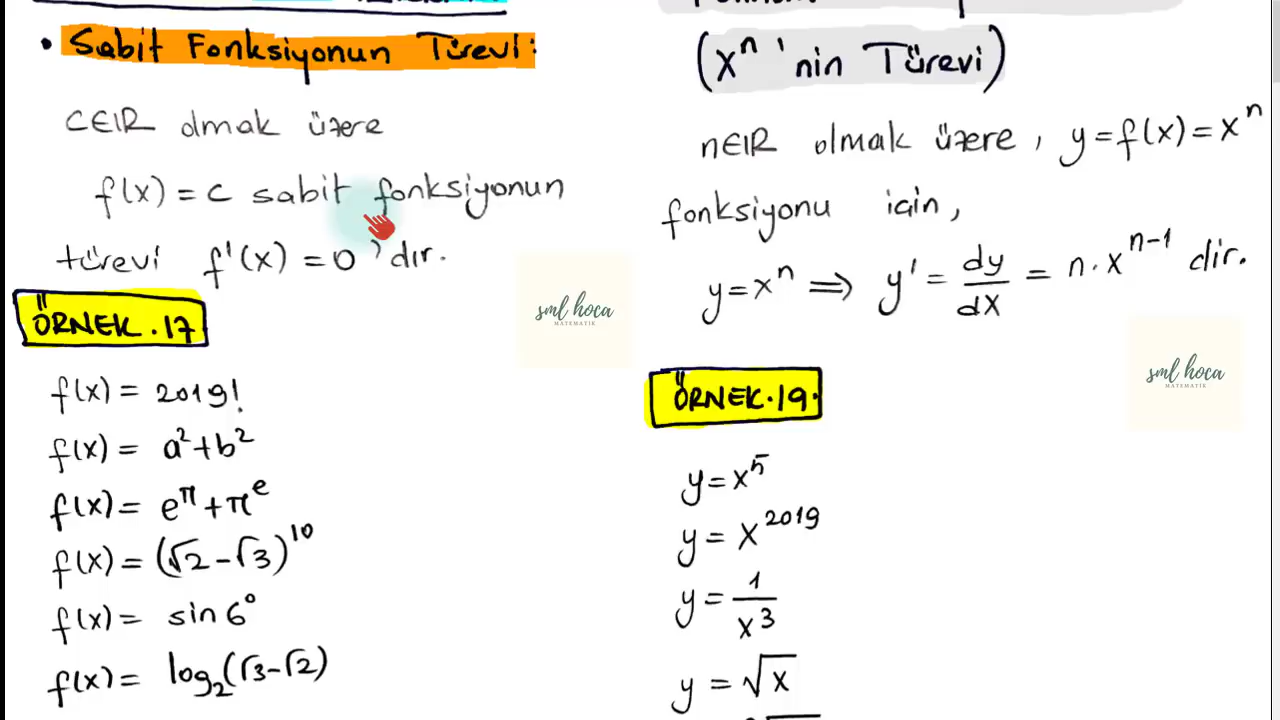 • Sabit Fonksiyonun Türevi:
CEIR olmak üzere
f(x) = c sabit fonksiyonun
türevi f'(x) = 0 'dır.
ÖRNEK.17
f(x) = 2019!
f(x) = a²+b²
f(x) = e^π + π^e
f(x) = (√2 - √3)^10
f(x) = sin 6°
f(x) = log₂(√3-√2)
(xⁿ 'nin Türevi)
nEIR olmak üzere, y = f(x) = xⁿ
fonksiyonu için,
y = xⁿ ⟹ y' = dy/dx = n · x^(n-1) dir.
ÖRNEK.19.
y = x⁵
y = x^2019
y = 1/x³
y = √x
sml hoca
MATEMATİK
sml hoca
MATEMATİK